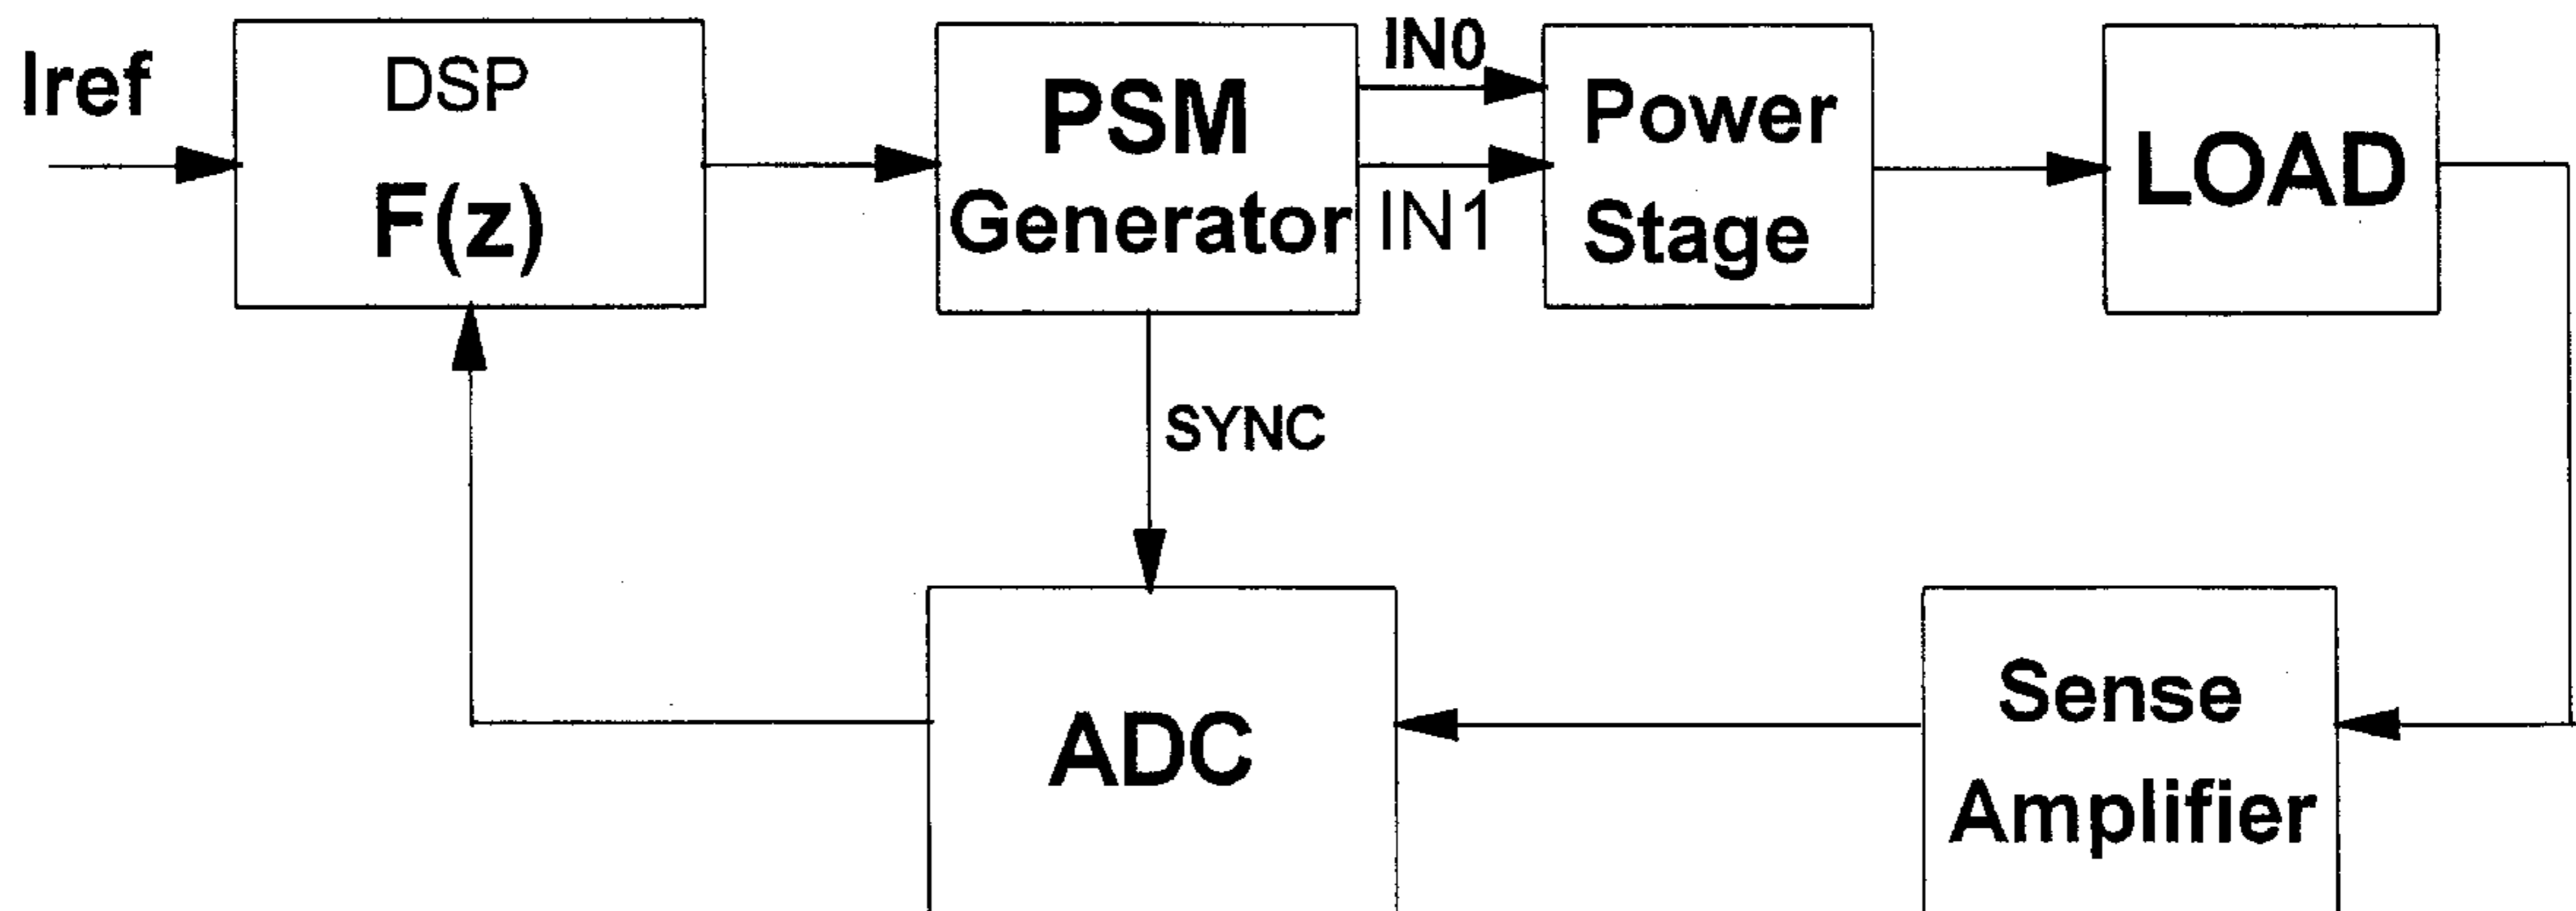 Iref
DSP
F(z)
PSM
Generator
IN0
IN1
Power
Stage
LOAD
SYNC
ADC
Sense
Amplifier